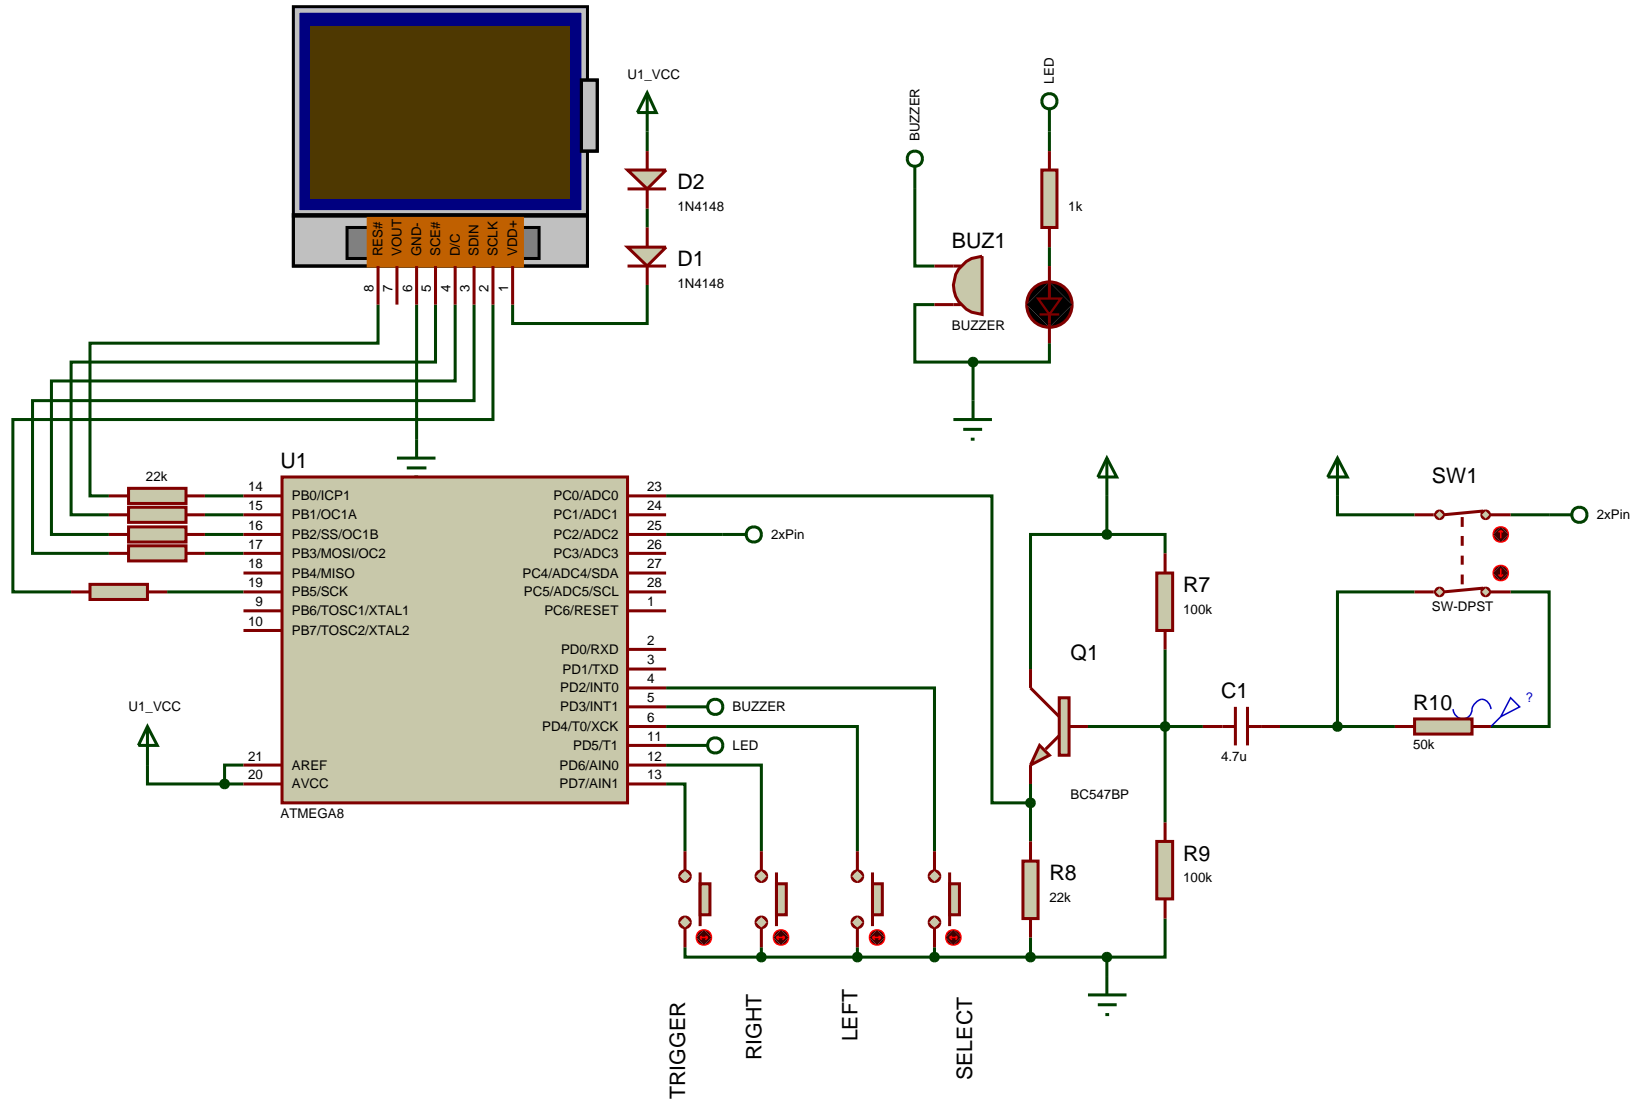 U1_VCC
LED
BUZZER
D2
1N4148
D1
1N4148
RES#
VOUT
GND-
SCE#
D/C
SDIN
SCLK
VDD+
8
7
6
5
4
3
2
1
1k
BUZ1
BUZZER
U1
22k
14
15
16
17
18
19
9
10
PB0/ICP1
PB1/OC1A
PB2/SS/OC1B
PB3/MOSI/OC2
PB4/MISO
PB5/SCK
PB6/TOSC1/XTAL1
PB7/TOSC2/XTAL2
U1_VCC
21
20
AREF
AVCC
ATMEGA8
PC0/ADC0
PC1/ADC1
PC2/ADC2
PC3/ADC3
PC4/ADC4/SDA
PC5/ADC5/SCL
PC6/RESET
PD0/RXD
PD1/TXD
PD2/INT0
PD3/INT1
PD4/T0/XCK
PD5/T1
PD6/AIN0
PD7/AIN1
23
24
25
26
27
28
1
2
3
4
5
6
11
12
13
2xPin
BUZZER
LED
SW1
2xPin
SW-DPST
R7
100k
Q1
BC547BP
C1
4.7u
R10
50k
?
R8
22k
R9
100k
TRIGGER
RIGHT
LEFT
SELECT